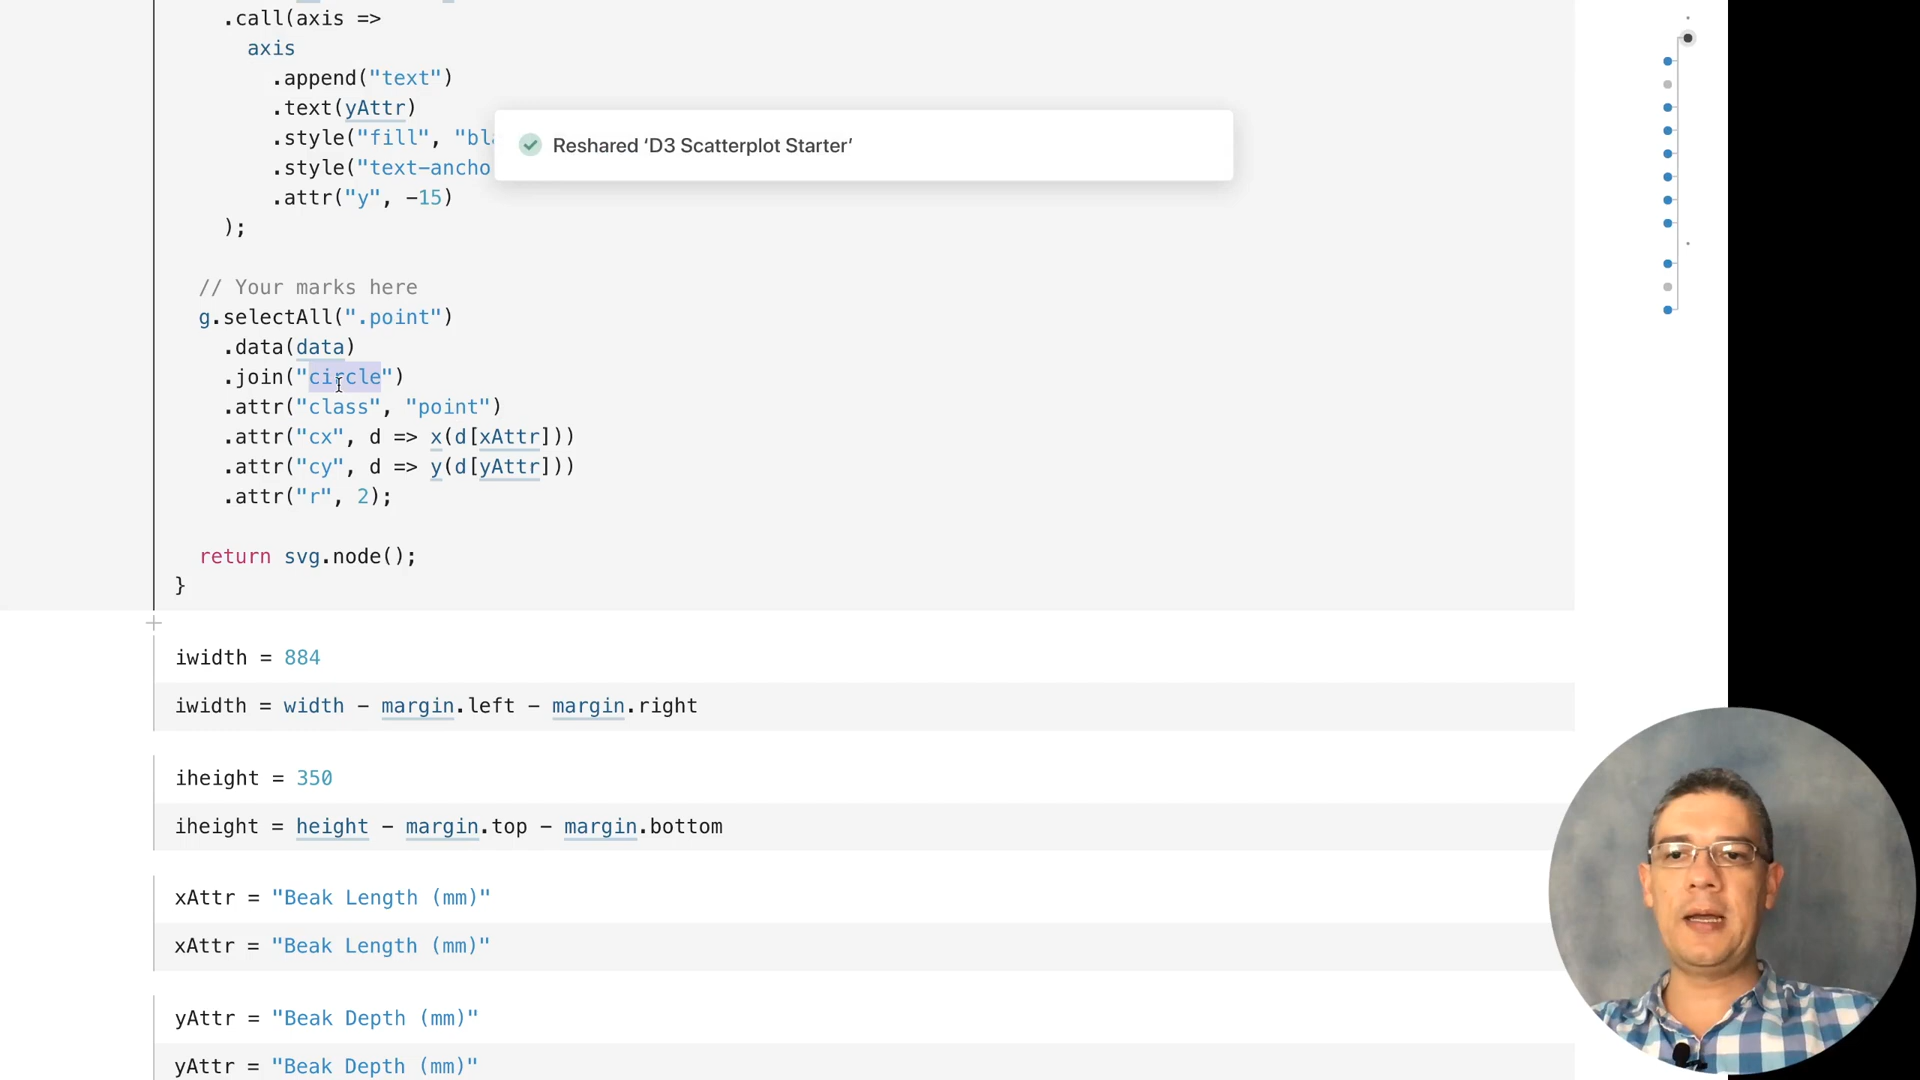 .call(axis =>
axis
.append("text")
.text(yAttr)
.style("fill", "bla
.style("text-ancho
.attr("y", -15)
);
Reshared ‘D3 Scatterplot Starter’
// Your marks here
g.selectAll(".point")
.data(data)
.join("circle")
.attr("class", "point")
.attr("cx", d => x(d[xAttr]))
.attr("cy", d => y(d[yAttr]))
.attr("r", 2);
return svg.node();
}
iwidth = 884
iwidth = width - margin.left - margin.right
iheight = 350
iheight = height - margin.top - margin.bottom
xAttr = "Beak Length (mm)"
xAttr = "Beak Length (mm)"
yAttr = "Beak Depth (mm)"
yAttr = "Beak Depth (mm)"